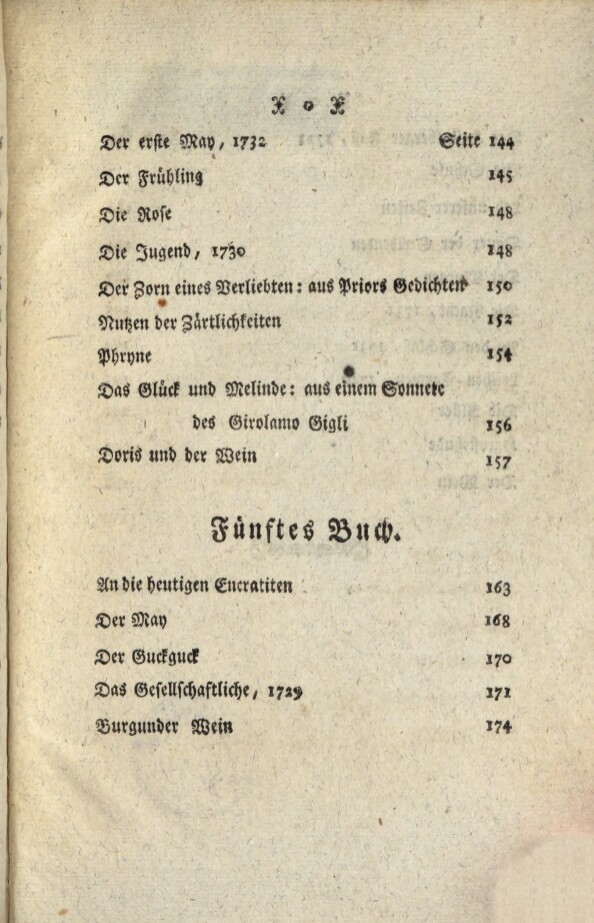 Der erste May, 1732 Seite 144
Der Frühling 145
Die Rose 148
Die Jugend, 1730 148
Der Zorn eines Verliebten: aus Priors Gedichten 150
Nutzen der Zärtlichkeiten 152
Phryne 154
Das Glück und Melinde: aus einem Sonnete
des Girolamo Gigli 156
Doris und der Wein 157
Fünftes Buch.
An die heutigen Encratiten 163
Der May 168
Der Guckguck 170
Das Gesellschaftliche, 1729 171
Burgunder Wein 174